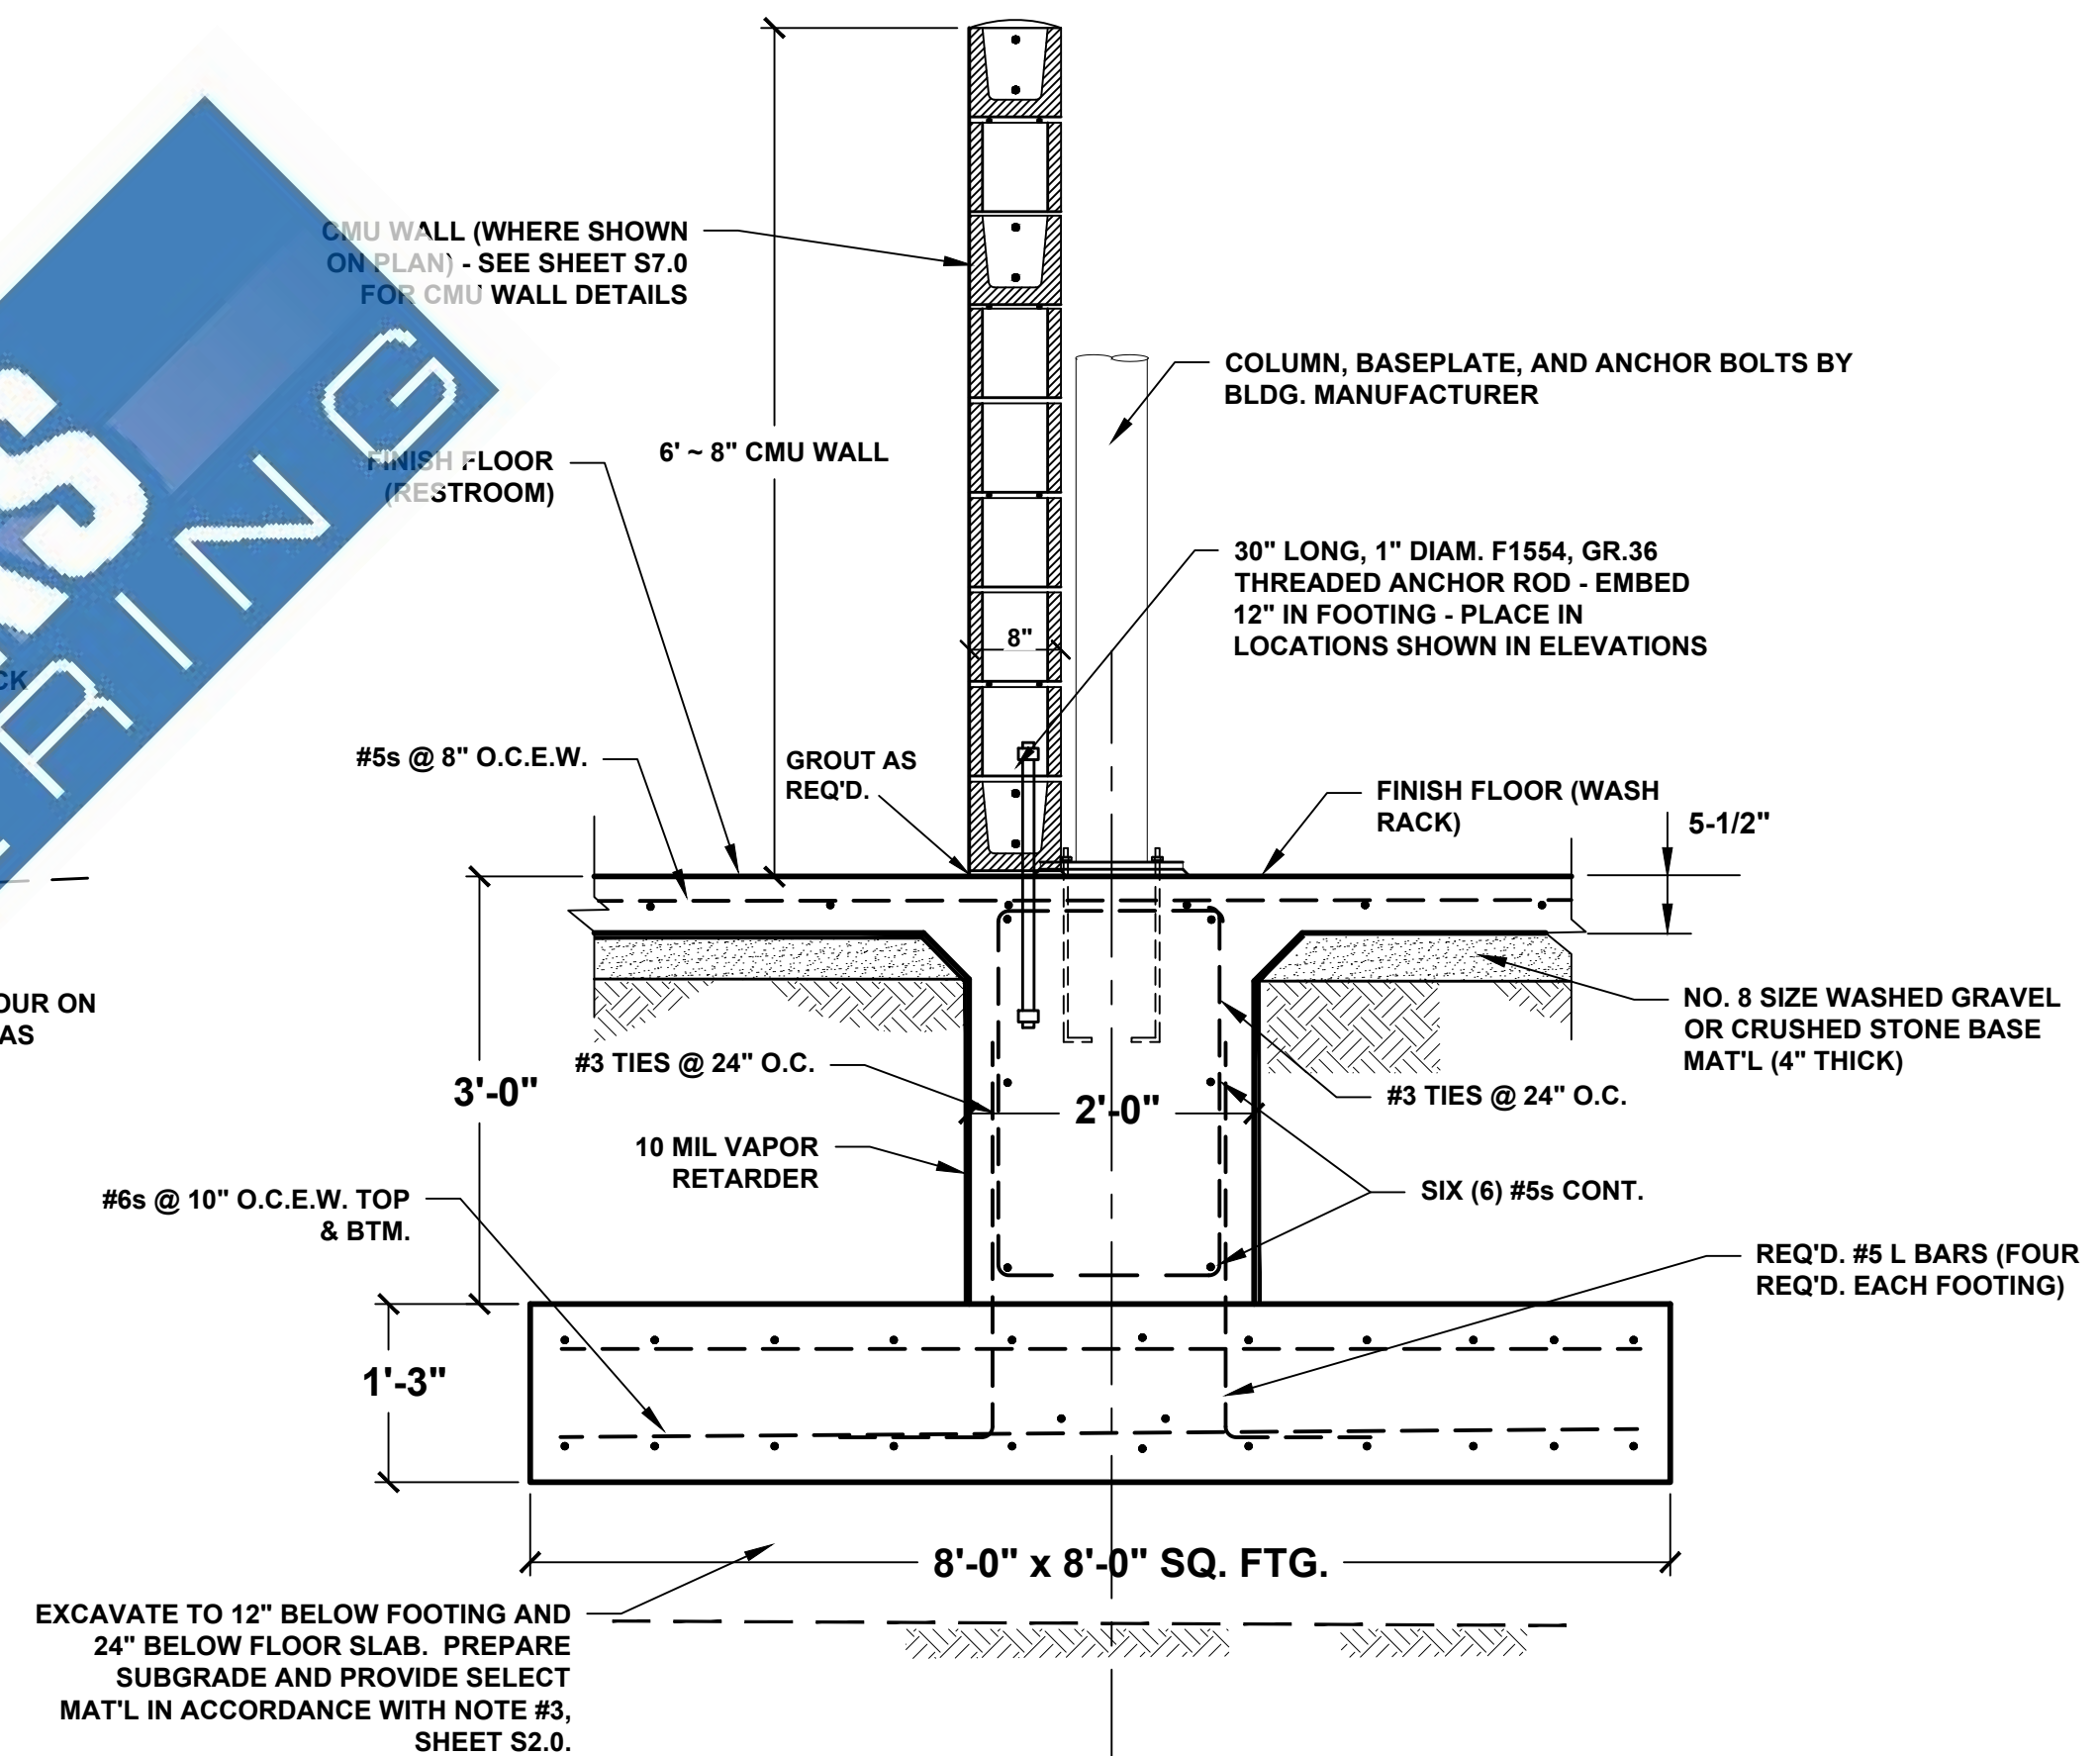 CMU WALL (WHERE SHOWN
ON PLAN) - SEE SHEET S7.0
FOR CMU WALL DETAILS
COLUMN, BASEPLATE, AND ANCHOR BOLTS BY
BLDG. MANUFACTURER
FINISH FLOOR
(RESTROOM)
6' ~ 8" CMU WALL
30" LONG, 1" DIAM. F1554, GR.36
THREADED ANCHOR ROD - EMBED
12" IN FOOTING - PLACE IN
LOCATIONS SHOWN IN ELEVATIONS
8"
RING
#5s @ 8" O.C.E.W.
GROUT AS
REQ'D.
FINISH FLOOR (WASH
RACK)
5-1/2"
OUR ON
AS
NO. 8 SIZE WASHED GRAVEL
OR CRUSHED STONE BASE
MAT'L (4" THICK)
#3 TIES @ 24" O.C.
3'-0"
2'-0"
#3 TIES @ 24" O.C.
10 MIL VAPOR
RETARDER
SIX (6) #5s CONT.
#6s @ 10" O.C.E.W. TOP
& BTM.
REQ'D. #5 L BARS (FOUR
REQ'D. EACH FOOTING)
1'-3"
8'-0" x 8'-0" SQ. FTG.
EXCAVATE TO 12" BELOW FOOTING AND
24" BELOW FLOOR SLAB. PREPARE
SUBGRADE AND PROVIDE SELECT
MAT'L IN ACCORDANCE WITH NOTE #3,
SHEET S2.0.